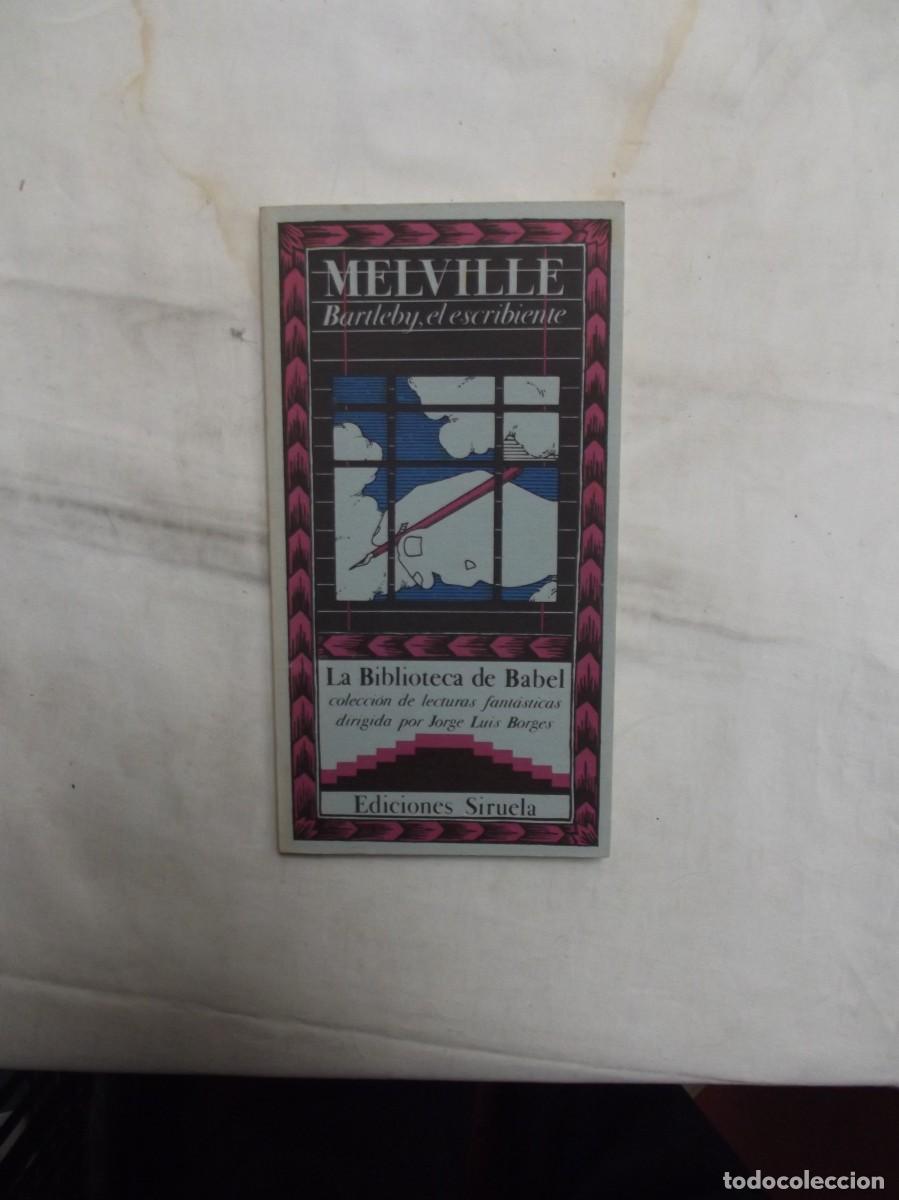 MELVILLE
Bartleby, el escribiente
La Biblioteca de Babel
colección de lecturas fantásticas
dirigida por Jorge Luis Borges
Ediciones Siruela
todocoleccion